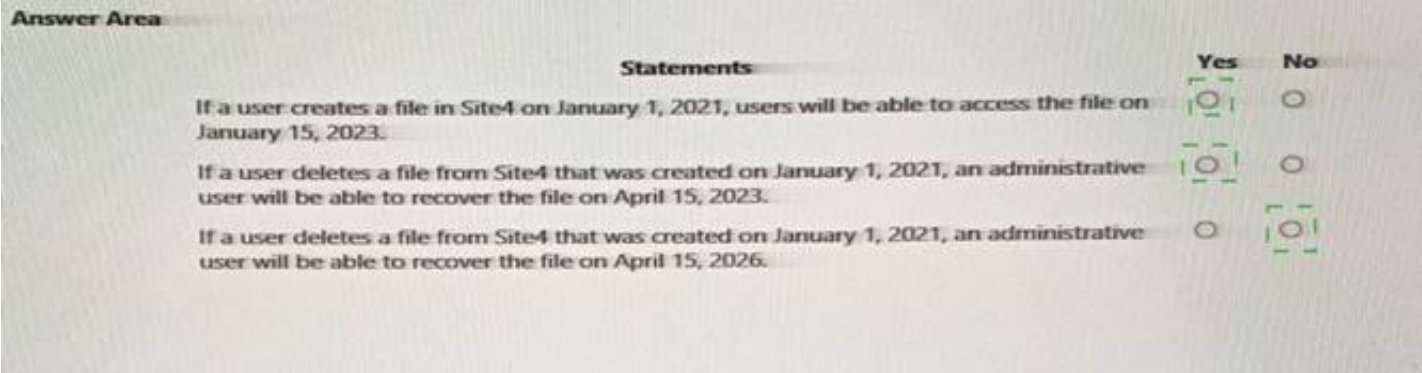 Answer Area
Statements Yes No
If a user creates a file in Site4 on January 1, 2021, users will be able to access the file on
January 15, 2023.
If a user deletes a file from Site4 that was created on January 1, 2021, an administrative
user will be able to recover the file on April 15, 2023.
If a user deletes a file from Site4 that was created on January 1, 2021, an administrative
user will be able to recover the file on April 15, 2026.